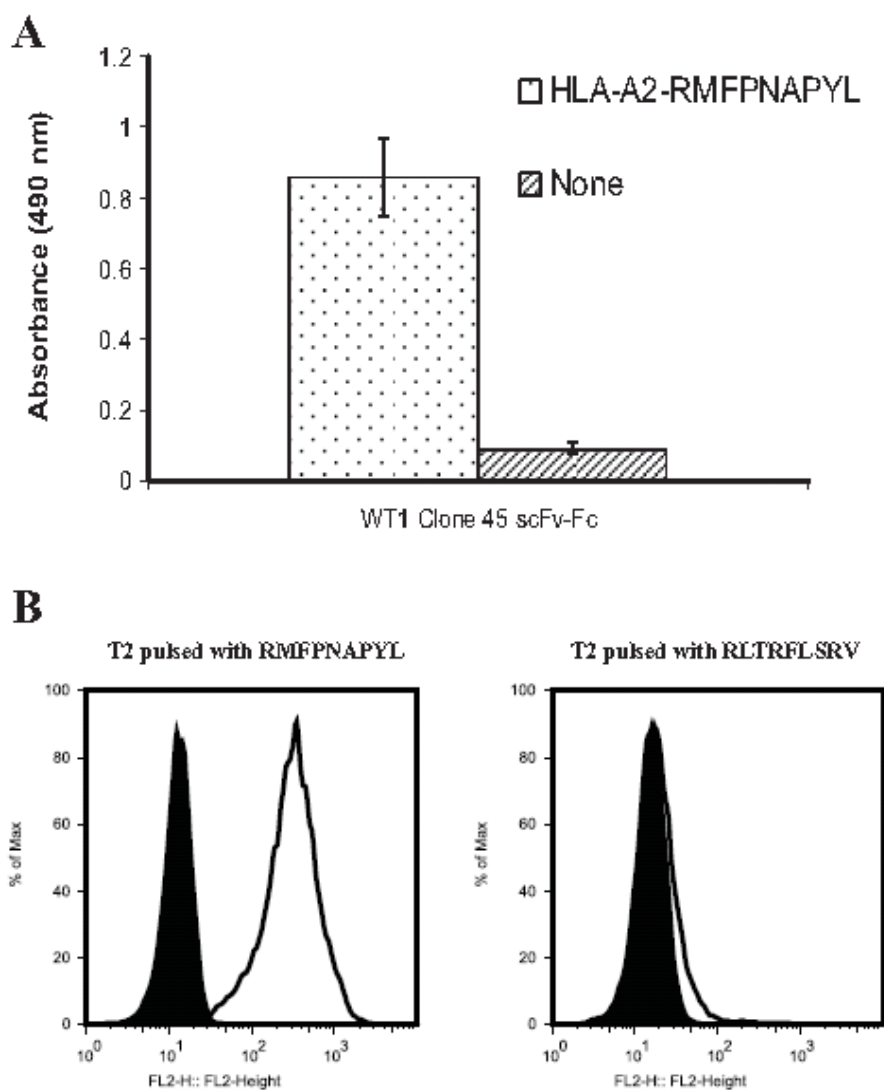 A
1.2
1
0.8
0.6
0.4
0.2
0
Absorbance (490 nm)
HLA-A2-RMFPNAPYL
None
WT1 Clone 45 scFv-Fc
B
T2 pulsed with RMFPNAPYL
100
80
60
40
20
0
% of Max
10^0 10^1 10^2 10^3
FL2-H:: FL2-Height
T2 pulsed with RLTRFLSRV
100
80
60
40
20
0
% of Max
10^0 10^1 10^2 10^3
FL2-H:: FL2-Height